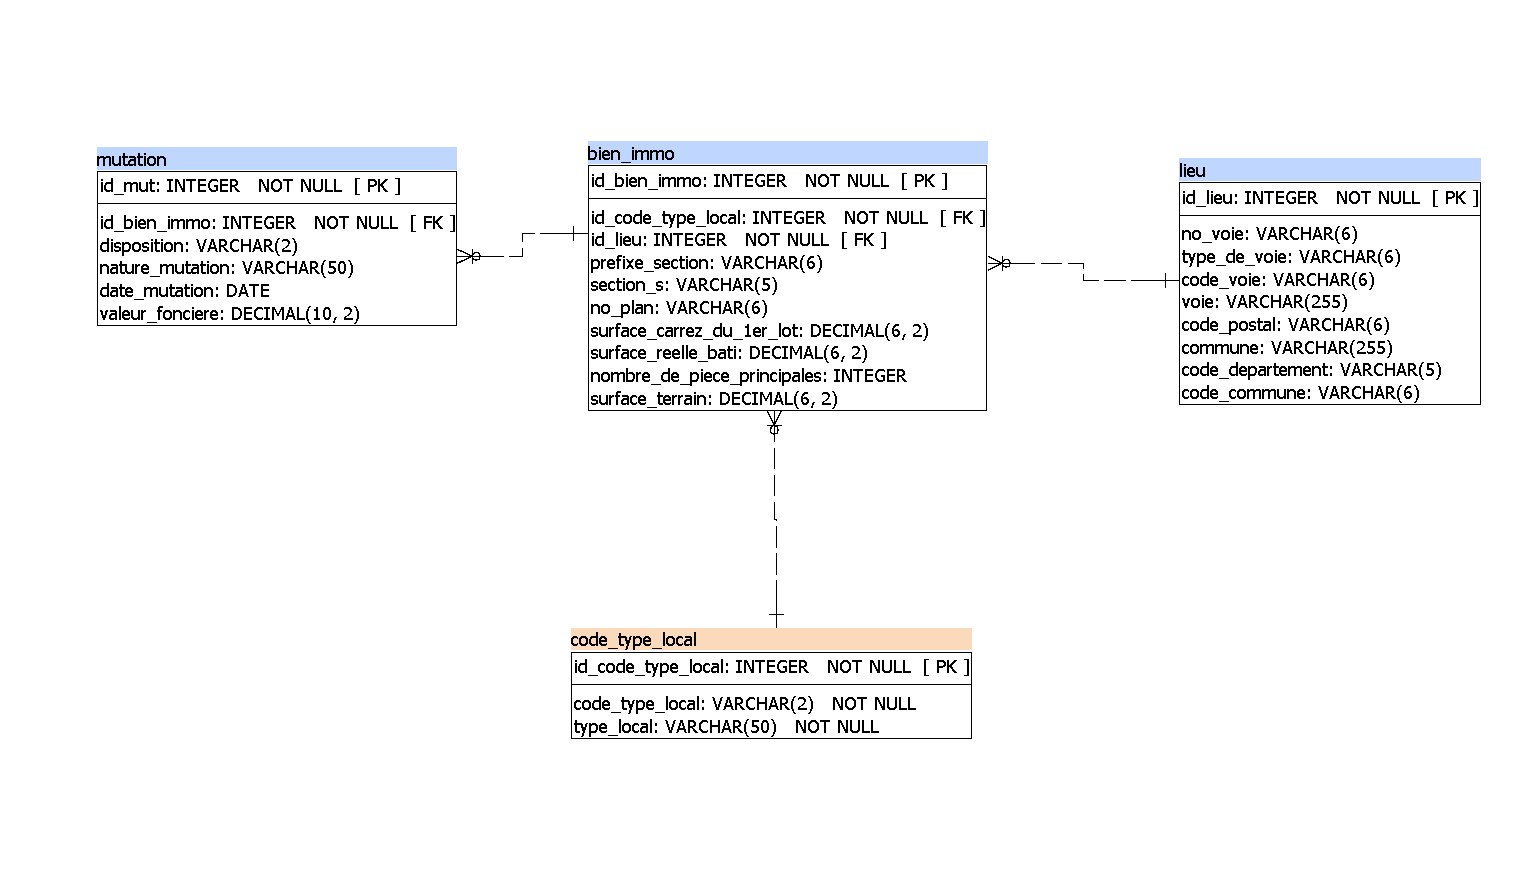 mutation
id_mut: INTEGER NOT NULL [ PK ]
id_bien_immo: INTEGER NOT NULL [ FK ]
disposition: VARCHAR(2)
nature_mutation: VARCHAR(50)
date_mutation: DATE
valeur_fonciere: DECIMAL(10, 2)
bien_immo
id_bien_immo: INTEGER NOT NULL [ PK ]
id_code_type_local: INTEGER NOT NULL [ FK ]
id_lieu: INTEGER NOT NULL [ FK ]
prefixe_section: VARCHAR(6)
section_s: VARCHAR(5)
no_plan: VARCHAR(6)
surface_carrez_du_1er_lot: DECIMAL(6, 2)
surface_reelle_bati: DECIMAL(6, 2)
nombre_de_piece_principales: INTEGER
surface_terrain: DECIMAL(6, 2)
lieu
id_lieu: INTEGER NOT NULL [ PK ]
no_voie: VARCHAR(6)
type_de_voie: VARCHAR(6)
code_voie: VARCHAR(6)
voie: VARCHAR(255)
code_postal: VARCHAR(6)
commune: VARCHAR(255)
code_departement: VARCHAR(5)
code_commune: VARCHAR(6)
code_type_local
id_code_type_local: INTEGER NOT NULL [ PK ]
code_type_local: VARCHAR(2) NOT NULL
type_local: VARCHAR(50) NOT NULL